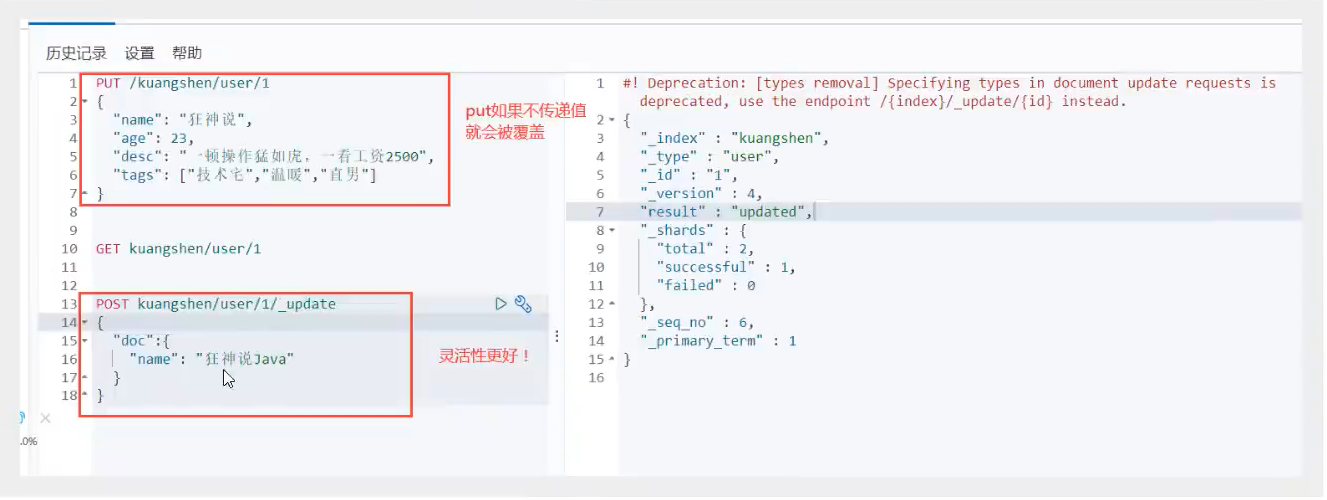 历史记录 设置 帮助
1 PUT /kuangshen/user/1
2 {
3 "name": "狂神说",
4 "age": 23,
5 "desc": "一顿操作猛如虎，一看工资2500",
6 "tags": ["技术宅","温暖","直男"]
7 }
8
9
10 GET kuangshen/user/1
11
12
13 POST kuangshen/user/1/_update
14 {
15 "doc":{
16 "name": "狂神说Java"
17 }
18 }
put如果不传递值
就会被覆盖
灵活性更好！
.0%
1 #! Deprecation: [types removal] Specifying types in document update requests is
deprecated, use the endpoint /{index}/_update/{id} instead.
2 {
3 "_index" : "kuangshen",
4 "_type" : "user",
5 "_id" : "1",
6 "_version" : 4,
7 "result" : "updated",
8 "_shards" : {
9 "total" : 2,
10 "successful" : 1,
11 "failed" : 0
12 },
13 "_seq_no" : 6,
14 "_primary_term" : 1
15 }
16